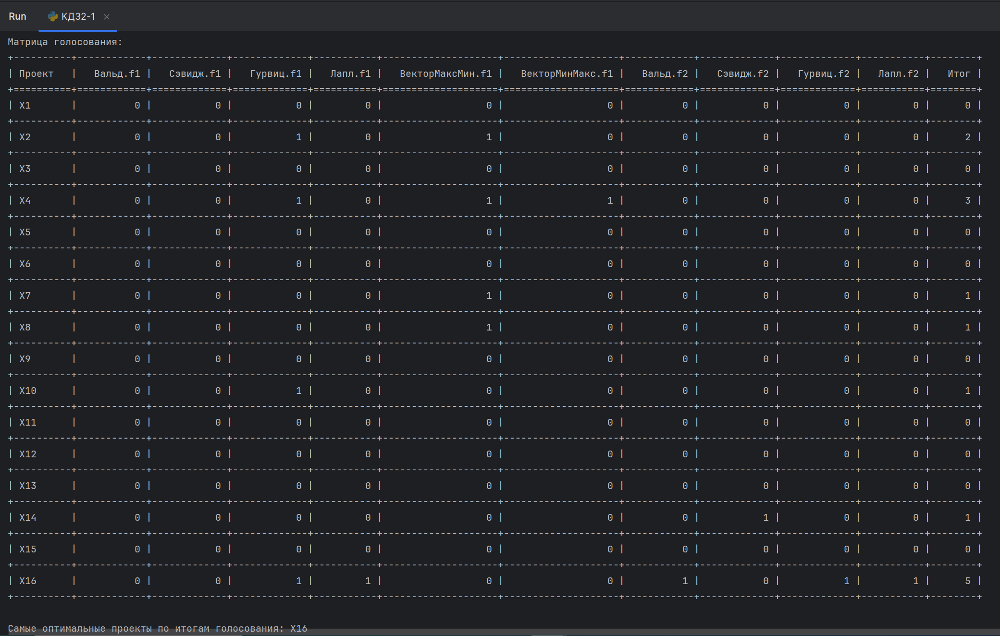 Run КДЗ2-1 ×
Матрица голосования:
+----------+------------+-------------+-------------+-----------+--------------------+--------------------+------------+-------------+-------------+-----------+--------+
| Проект   |   Вальд.f1 |   Сэвидж.f1 |   Гурвиц.f1 |   Лапл.f1 |   ВекторМаксМин.f1 |   ВекторМинМакс.f1 |   Вальд.f2 |   Сэвидж.f2 |   Гурвиц.f2 |   Лапл.f2 |   Итог |
+==========+============+=============+=============+===========+====================+====================+============+=============+=============+===========+========+
| X1       |          0 |           0 |           0 |         0 |                  0 |                  0 |          0 |           0 |           0 |         0 |      0 |
+----------+------------+-------------+-------------+-----------+--------------------+--------------------+------------+-------------+-------------+-----------+--------+
| X2       |          0 |           0 |           1 |         0 |                  1 |                  0 |          0 |           0 |           0 |         0 |      2 |
+----------+------------+-------------+-------------+-----------+--------------------+--------------------+------------+-------------+-------------+-----------+--------+
| X3       |          0 |           0 |           0 |         0 |                  0 |                  0 |          0 |           0 |           0 |         0 |      0 |
+----------+------------+-------------+-------------+-----------+--------------------+--------------------+------------+-------------+-------------+-----------+--------+
| X4       |          0 |           0 |           1 |         0 |                  1 |                  1 |          0 |           0 |           0 |         0 |      3 |
+----------+------------+-------------+-------------+-----------+--------------------+--------------------+------------+-------------+-------------+-----------+--------+
| X5       |          0 |           0 |           0 |         0 |                  0 |                  0 |          0 |           0 |           0 |         0 |      0 |
+----------+------------+-------------+-------------+-----------+--------------------+--------------------+------------+-------------+-------------+-----------+--------+
| X6       |          0 |           0 |           0 |         0 |                  0 |                  0 |          0 |           0 |           0 |         0 |      0 |
+----------+------------+-------------+-------------+-----------+--------------------+--------------------+------------+-------------+-------------+-----------+--------+
| X7       |          0 |           0 |           0 |         0 |                  1 |                  0 |          0 |           0 |           0 |         0 |      1 |
+----------+------------+-------------+-------------+-----------+--------------------+--------------------+------------+-------------+-------------+-----------+--------+
| X8       |          0 |           0 |           0 |         0 |                  1 |                  0 |          0 |           0 |           0 |         0 |      1 |
+----------+------------+-------------+-------------+-----------+--------------------+--------------------+------------+-------------+-------------+-----------+--------+
| X9       |          0 |           0 |           0 |         0 |                  0 |                  0 |          0 |           0 |           0 |         0 |      0 |
+----------+------------+-------------+-------------+-----------+--------------------+--------------------+------------+-------------+-------------+-----------+--------+
| X10      |          0 |           0 |           1 |         0 |                  0 |                  0 |          0 |           0 |           0 |         0 |      1 |
+----------+------------+-------------+-------------+-----------+--------------------+--------------------+------------+-------------+-------------+-----------+--------+
| X11      |          0 |           0 |           0 |         0 |                  0 |                  0 |          0 |           0 |           0 |         0 |      0 |
+----------+------------+-------------+-------------+-----------+--------------------+--------------------+------------+-------------+-------------+-----------+--------+
| X12      |          0 |           0 |           0 |         0 |                  0 |                  0 |          0 |           0 |           0 |         0 |      0 |
+----------+------------+-------------+-------------+-----------+--------------------+--------------------+------------+-------------+-------------+-----------+--------+
| X13      |          0 |           0 |           0 |         0 |                  0 |                  0 |          0 |           0 |           0 |         0 |      0 |
+----------+------------+-------------+-------------+-----------+--------------------+--------------------+------------+-------------+-------------+-----------+--------+
| X14      |          0 |           0 |           0 |         0 |                  0 |                  0 |          0 |           1 |           0 |         0 |      1 |
+----------+------------+-------------+-------------+-----------+--------------------+--------------------+------------+-------------+-------------+-----------+--------+
| X15      |          0 |           0 |           0 |         0 |                  0 |                  0 |          0 |           0 |           0 |         0 |      0 |
+----------+------------+-------------+-------------+-----------+--------------------+--------------------+------------+-------------+-------------+-----------+--------+
| X16      |          0 |           0 |           1 |         1 |                  0 |                  0 |          1 |           0 |           1 |         1 |      5 |
+----------+------------+-------------+-------------+-----------+--------------------+--------------------+------------+-------------+-------------+-----------+--------+
Самые оптимальные проекты по итогам голосования: X16